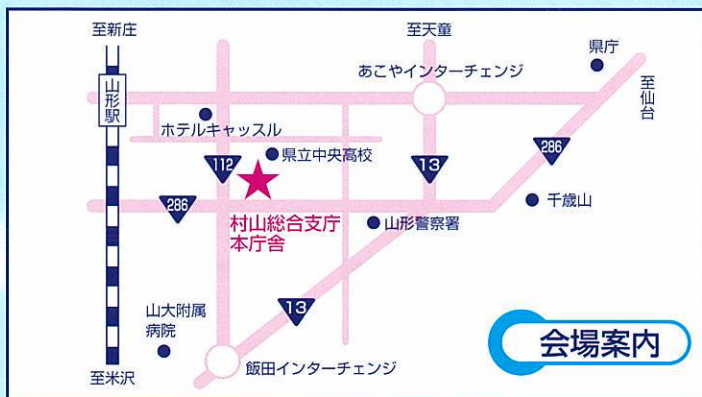 至新庄
至天童
県庁
あこやインターチェンジ
至仙台
山形駅
ホテルキャッスル
県立中央高校
112
13
286
286
千歳山
村山総合支庁
本庁舎
山形警察署
13
山大附属
病院
飯田インターチェンジ
至米沢
会場案内